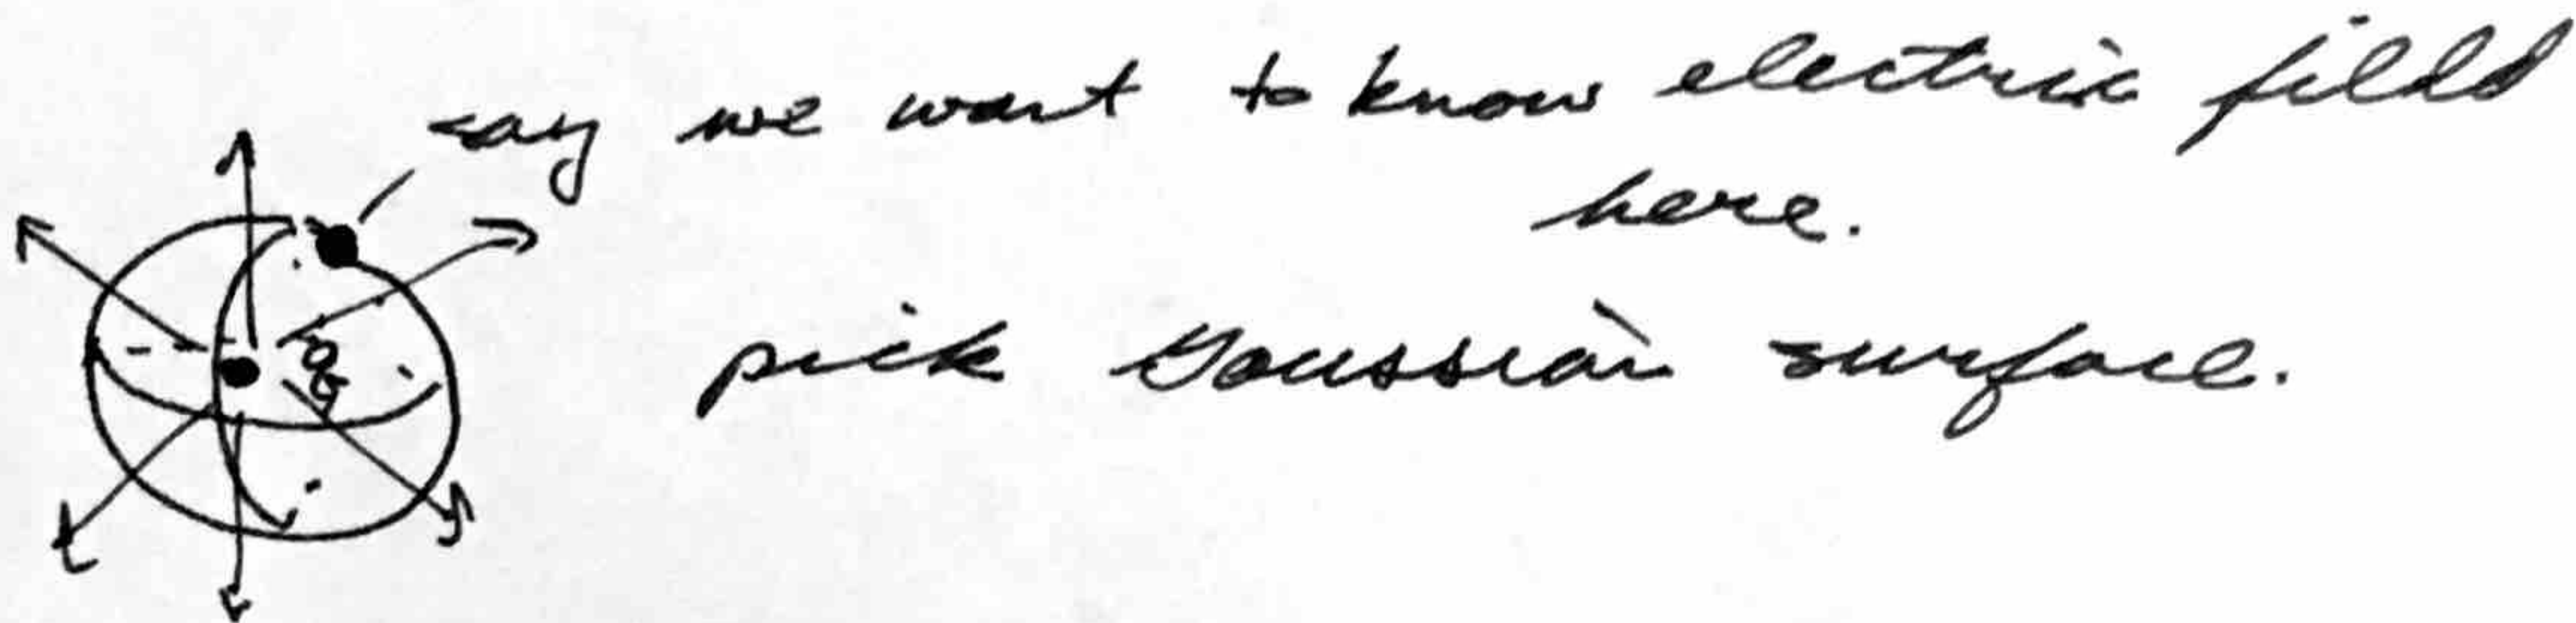 say we want to know electric field
here.
q
pick Gaussian surface.